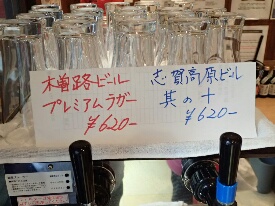 木曽路ビール
プレミアムラガー
¥620-
志賀高原ビル
其の十
¥620-